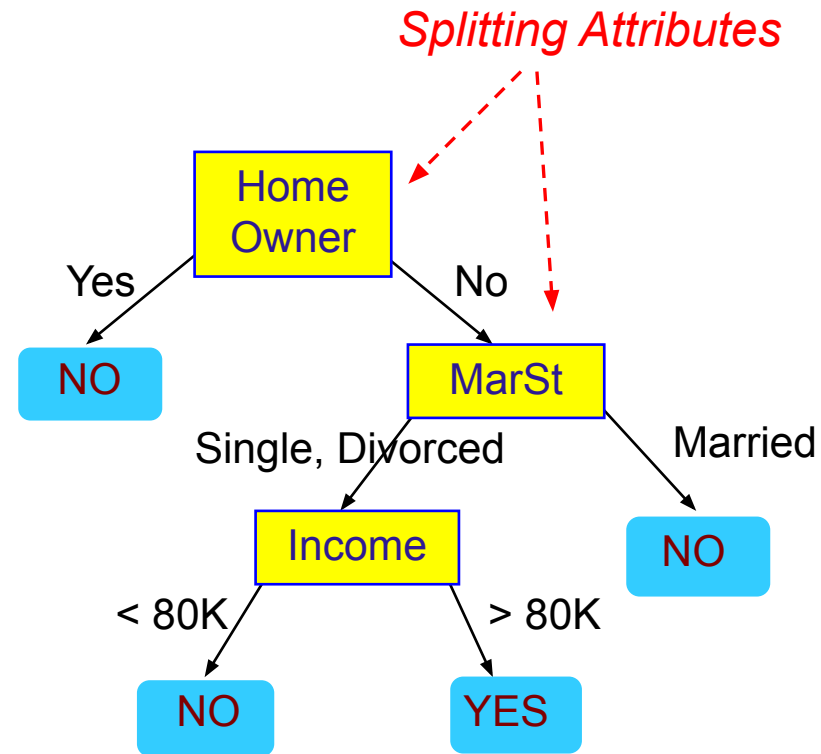 Splitting Attributes
Home
Owner
Yes
No
NO
MarSt
Single, Divorced
Married
Income
NO
< 80K
> 80K
NO
YES